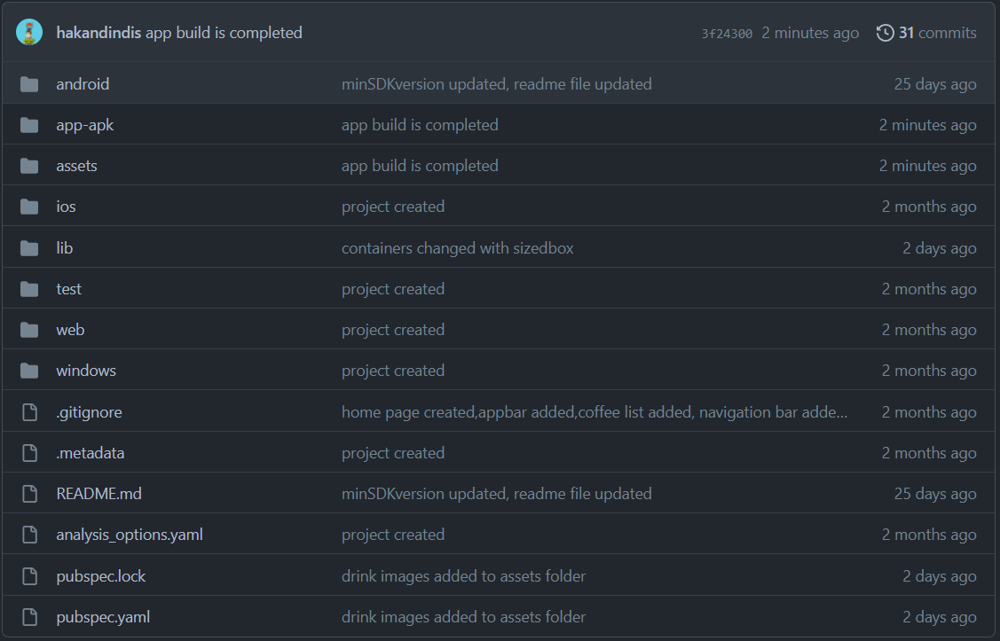 hakandindis app build is completed 3f24300 2 minutes ago 31 commits
android minSDKversion updated, readme file updated 25 days ago
app-apk app build is completed 2 minutes ago
assets app build is completed 2 minutes ago
ios project created 2 months ago
lib containers changed with sizedbox 2 days ago
test project created 2 months ago
web project created 2 months ago
windows project created 2 months ago
.gitignore home page created,appbar added,coffee list added, navigation bar adde... 2 months ago
.metadata project created 2 months ago
README.md minSDKversion updated, readme file updated 25 days ago
analysis_options.yaml project created 2 months ago
pubspec.lock drink images added to assets folder 2 days ago
pubspec.yaml drink images added to assets folder 2 days ago